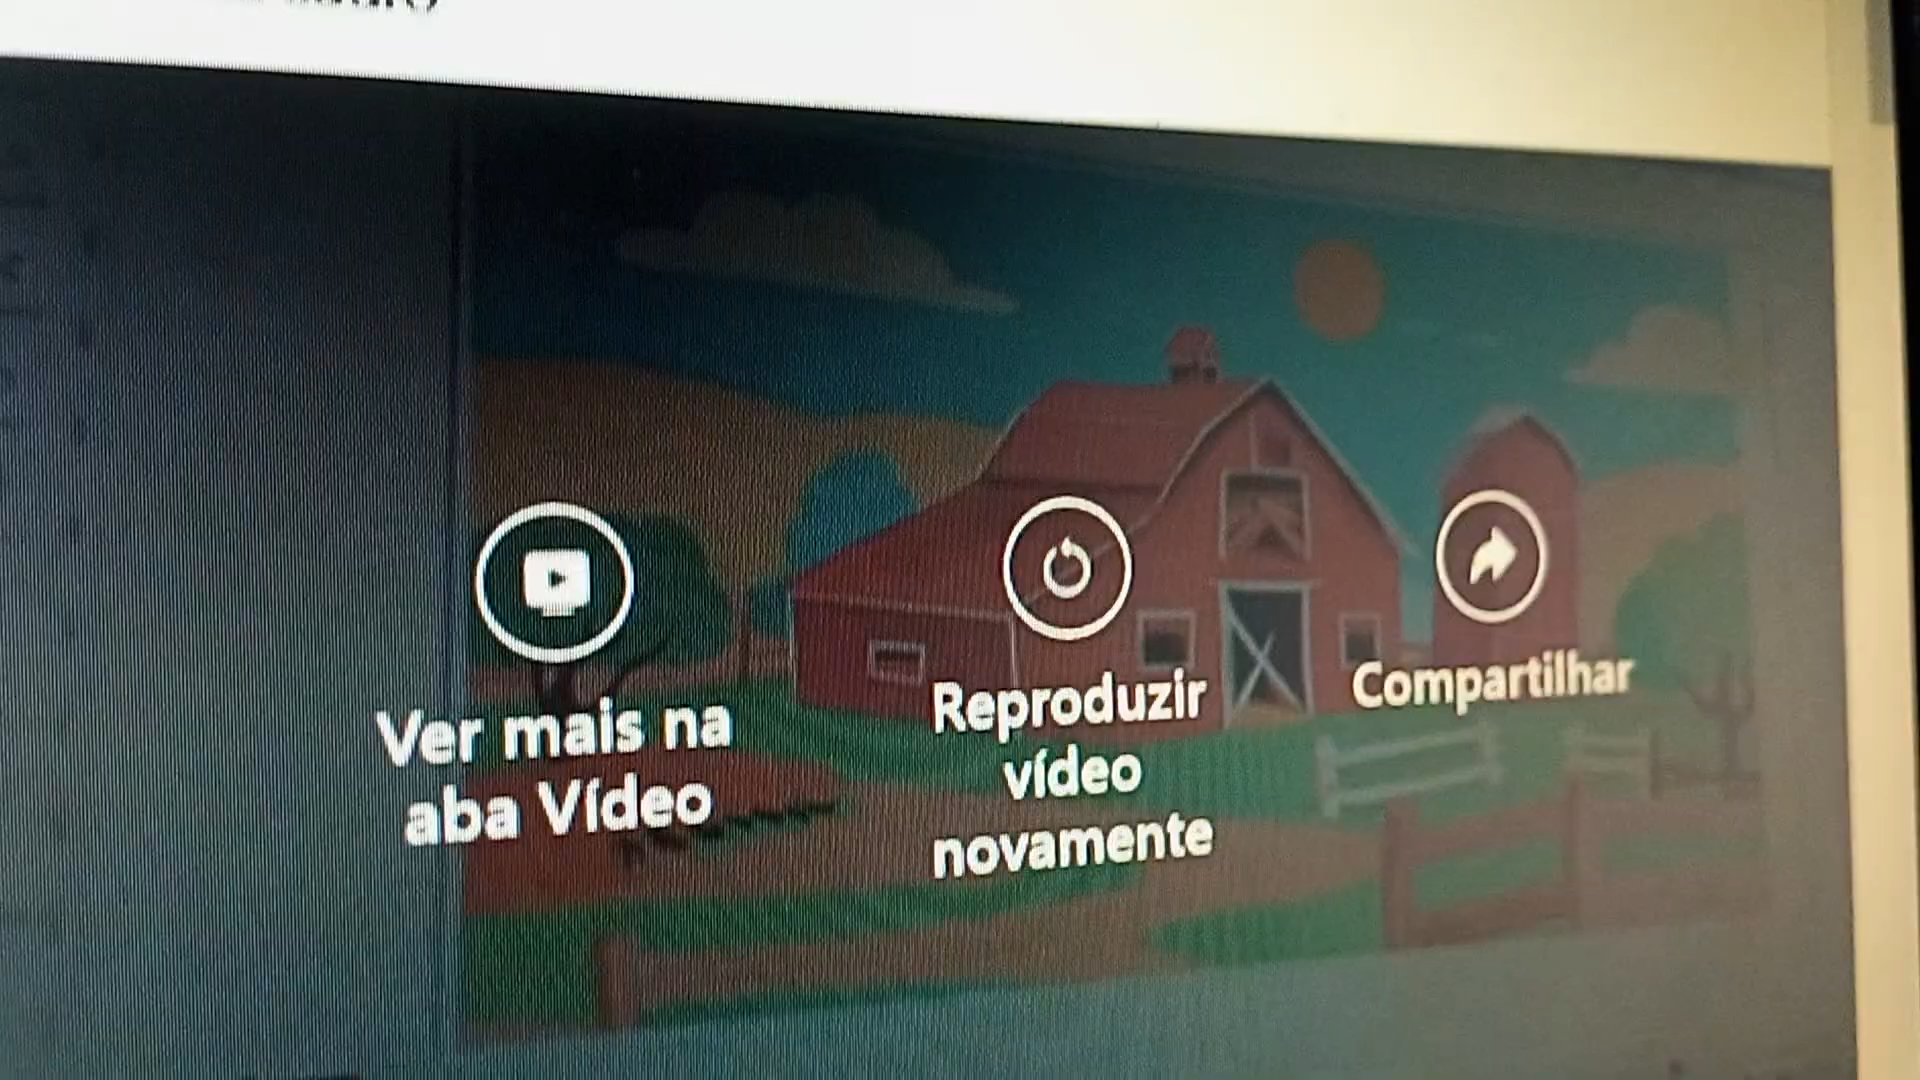 Ver mais na
aba Vídeo
Reproduzir
vídeo
novamente
Compartilhar